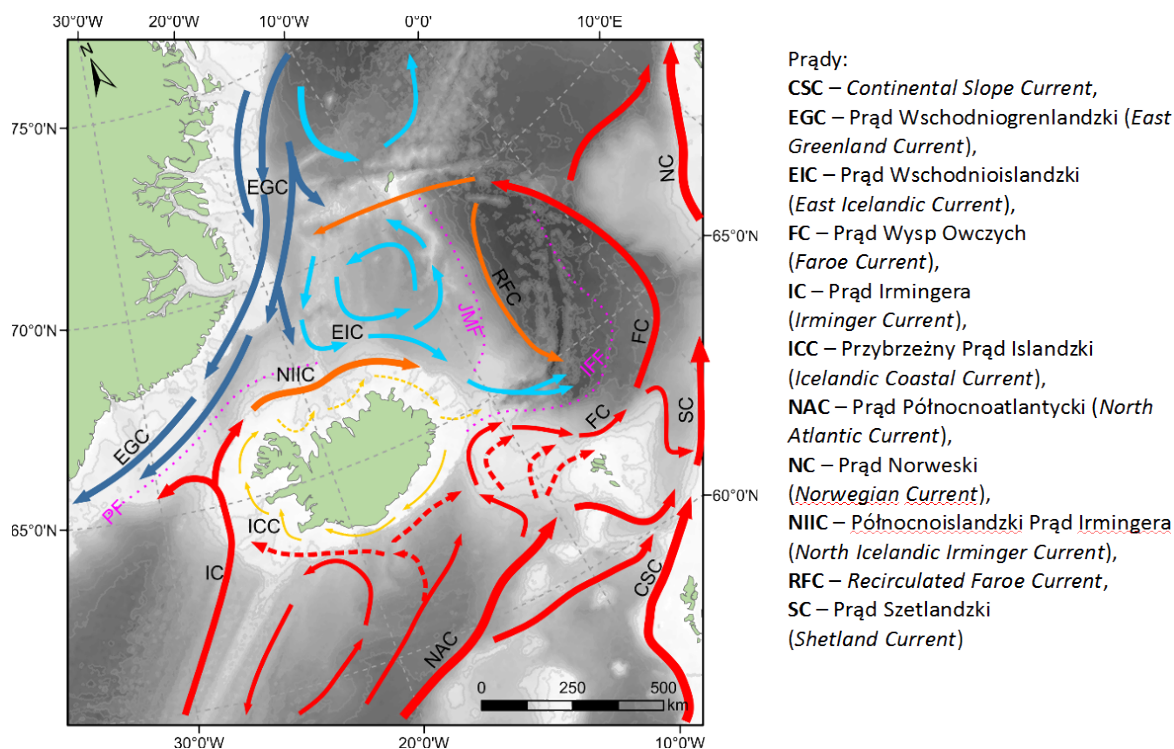 30°0'W 20°0'W 10°0'W 0°0' 10°0'E
N
75°0'N
EGC
NC
65°0'N
RFC
JMF
70°0'N
EIC
FC
IFF
NIIC
SC
FC
EGC
PF
60°0'N
65°0'N
ICC
IC
CSC
NAC
0 250 500
km
30°0'W 20°0'W 10°0'W
Prądy:
CSC – Continental Slope Current,
EGC – Prąd Wschodniogrenlandzki (East
Greenland Current),
EIC – Prąd Wschodnioislandzki
(East Icelandic Current),
FC – Prąd Wysp Owczych
(Faroe Current),
IC – Prąd Irmingera
(Irminger Current),
ICC – Przybrzeżny Prąd Islandzki
(Icelandic Coastal Current),
NAC – Prąd Północnoatlantycki (North
Atlantic Current),
NC – Prąd Norweski
(Norwegian Current),
NIIC – Północnoislandzki Prąd Irmingera
(North Icelandic Irminger Current),
RFC – Recirculated Faroe Current,
SC – Prąd Szetlandzki
(Shetland Current)